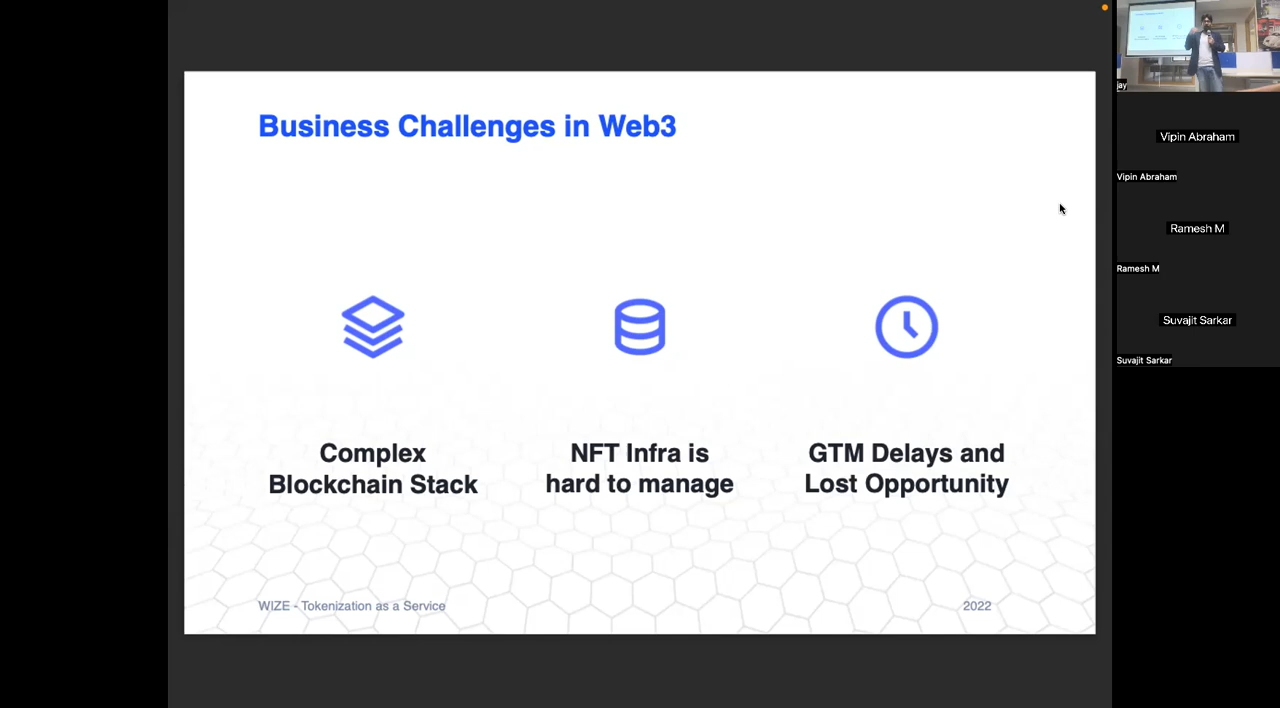 Business Challenges in Web3
Complex
Blockchain Stack
NFT Infra is
hard to manage
GTM Delays and
Lost Opportunity
WIZE - Tokenization as a Service
2022
jay
Vipin Abraham
Vipin Abraham
Ramesh M
Ramesh M
Suvajit Sarkar
Suvajit Sarkar